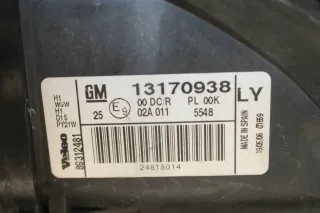 H1
W5W
H1
D1S
PY21W
Valeo
89312481
GM 13170938
25 E9 00 DC/R PL 00K
02A 011 5548
24818014
LY
MADE IN SPAIN